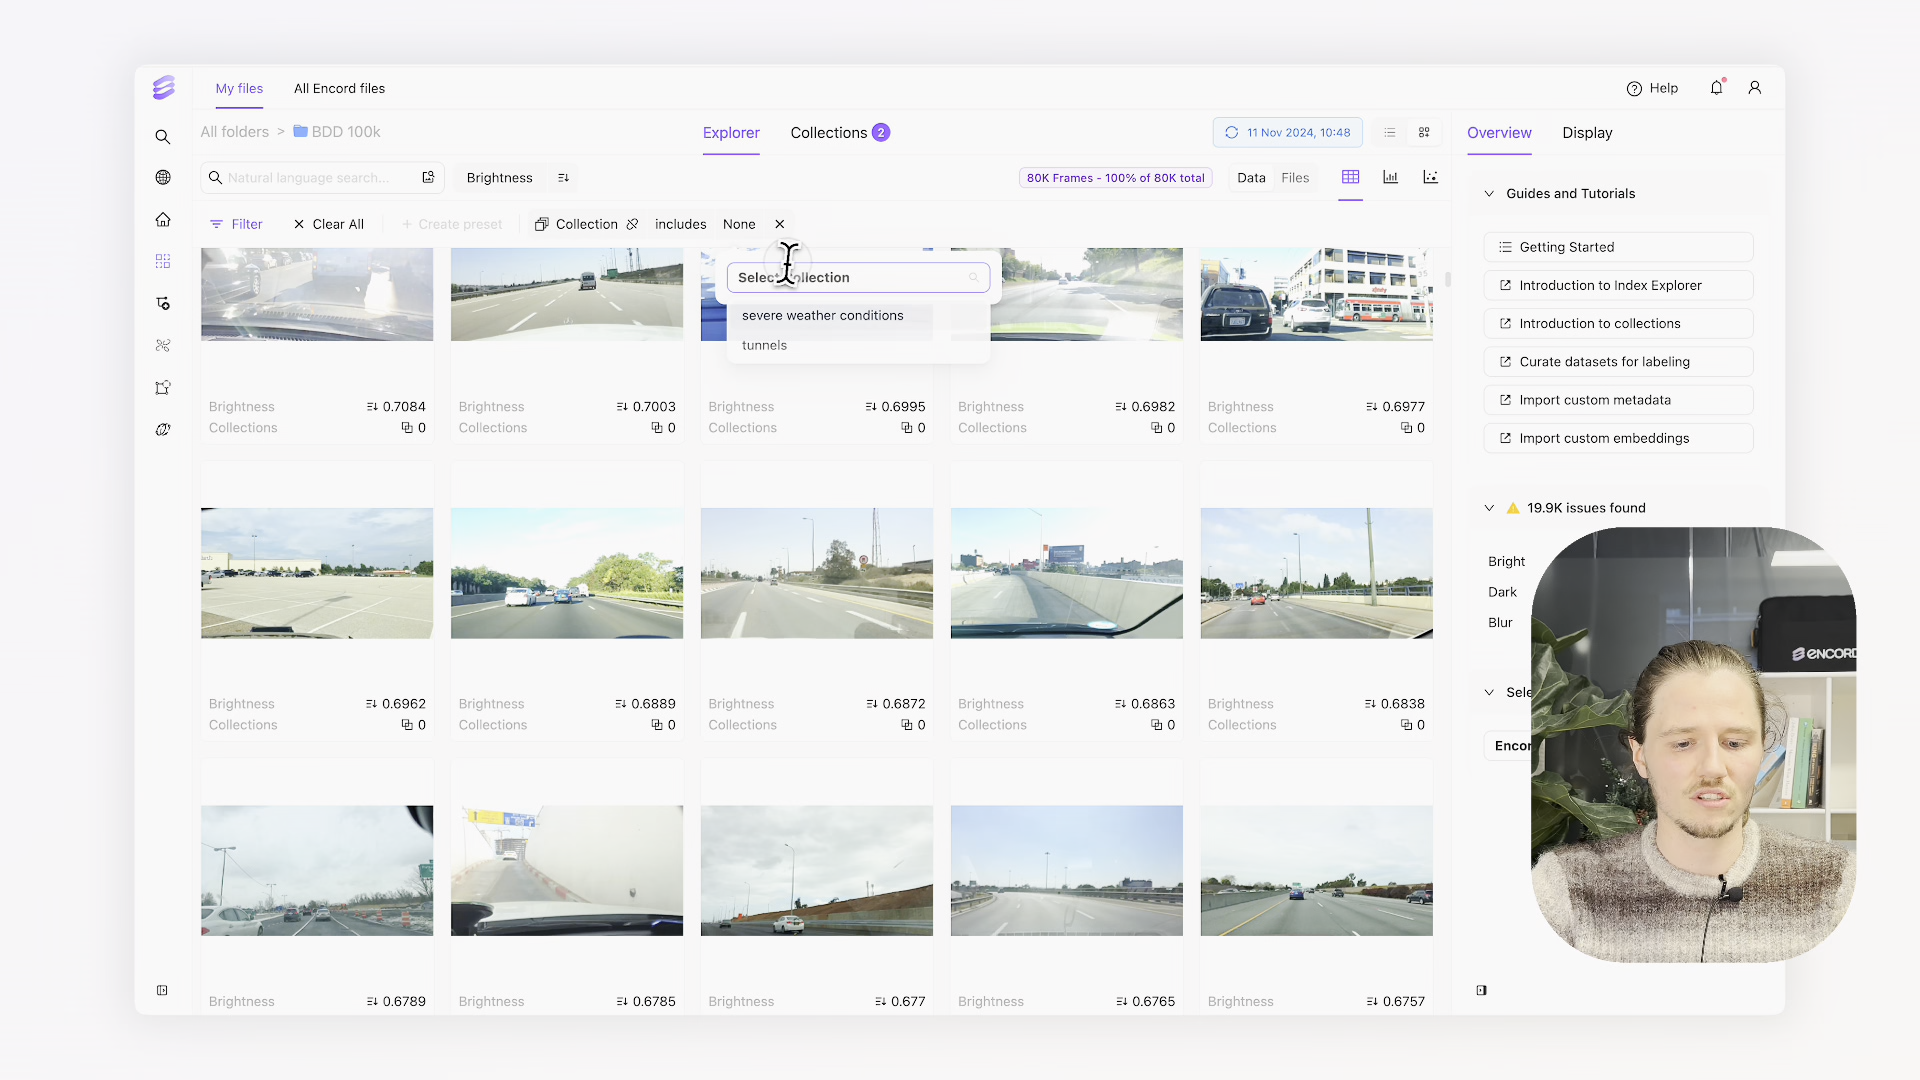 My files
All Encord files
Help
All folders > BDD 100k
Explorer
Collections 2
11 Nov 2024, 10:48
Overview
Display
Natural language search...
Brightness
80K Frames - 100% of 80K total
Data
Files
Guides and Tutorials
Filter
Clear All
+ Create preset
Collection
includes
None
Getting Started
Introduction to Index Explorer
Introduction to collections
Curate datasets for labeling
Import custom metadata
Import custom embeddings
Select Collection
severe weather conditions
tunnels
Brightness 0.7084
Collections 0
Brightness 0.7003
Collections 0
Brightness 0.6995
Collections 0
Brightness 0.6982
Collections 0
Brightness 0.6977
Collections 0
19.9K issues found
Bright
Dark
Blur
Sele
Encor
ENCORD
Brightness 0.6962
Collections 0
Brightness 0.6889
Collections 0
Brightness 0.6872
Collections 0
Brightness 0.6863
Collections 0
Brightness 0.6838
Collections 0
Brightness 0.6789
Brightness 0.6785
Brightness 0.677
Brightness 0.6765
Brightness 0.6757